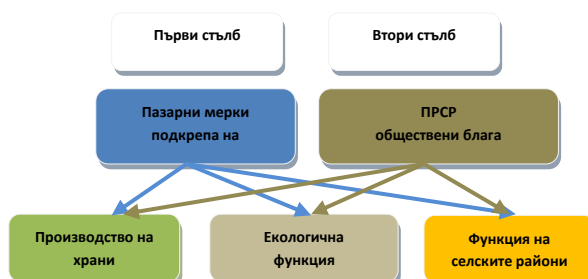 Първи стълб
Втори стълб
Пазарни мерки
подкрепа на
ПРСР
обществени блага
Производство на
храни
Екологична
функция
Функция на
селските райони